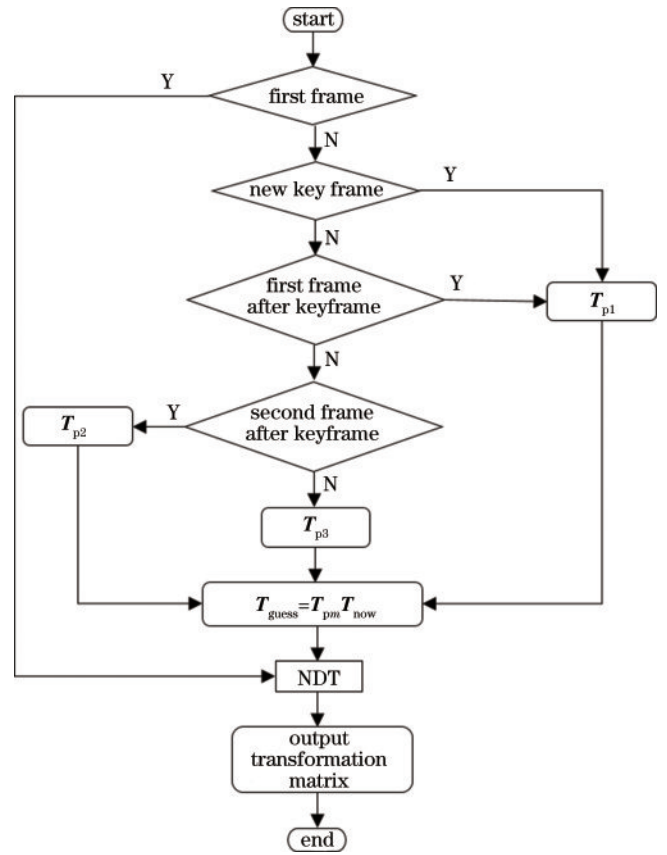 start
Y
first frame
N
new key frame
Y
N
first frame
after keyframe
Y
T_p1
N
second frame
after keyframe
Y
T_p2
N
T_p3
T_guess=T_pm T_now
NDT
output
transformation
matrix
end